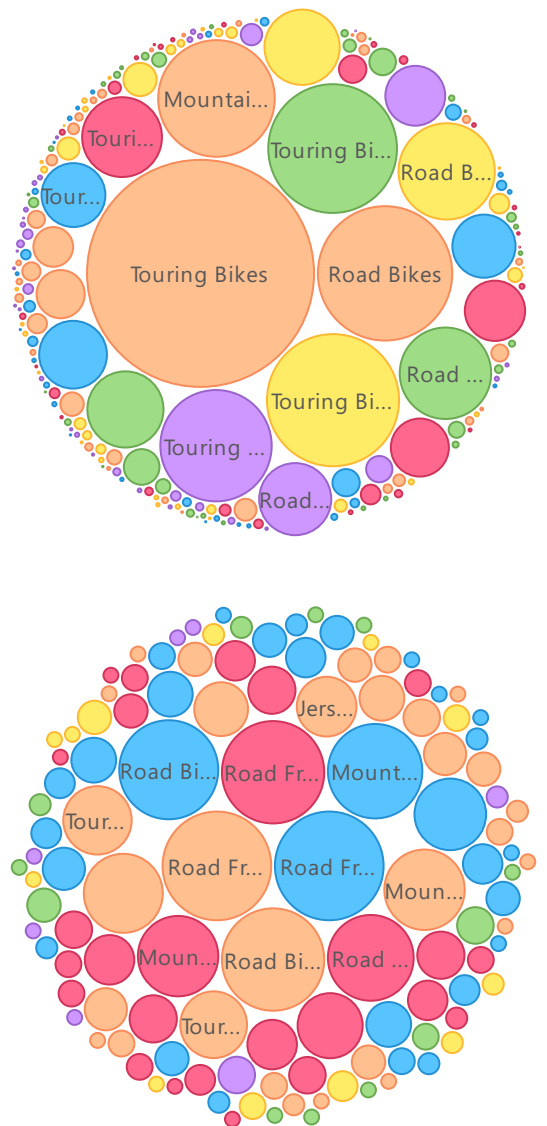 Mountai...
Touri...
Touring Bi...
Road B...
Tour...
Touring Bikes
Road Bikes
Road ...
Touring Bi...
Touring ...
Road...
Jers...
Road Bi...
Road Fr...
Mount...
Tour...
Road Fr...
Road Fr...
Moun...
Moun...
Road Bi...
Road ...
Tour...